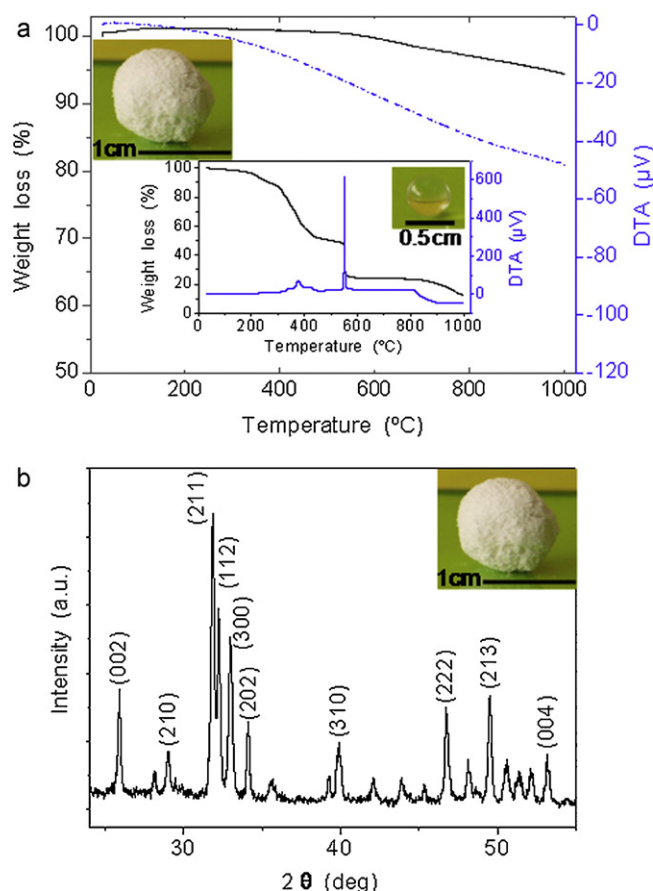 a
100
95
90
80
70
65
60
50
Weight loss (%)
0
-20
-40
-60
-80
-100
-120
DTA (µV)
1cm
100
80
60
40
20
0
Weight loss (%)
600
400
200
0
DTA (µV)
0.5cm
0 200 400 600 800 1000
Temperature (ºC)
0 200 400 600 800 1000
Temperature (ºC)
b
Intensity (a.u.)
(002)
(210)
(211)
(112)
(300)
(202)
(310)
(222)
(213)
(004)
1cm
30 40 50
2 θ (deg)